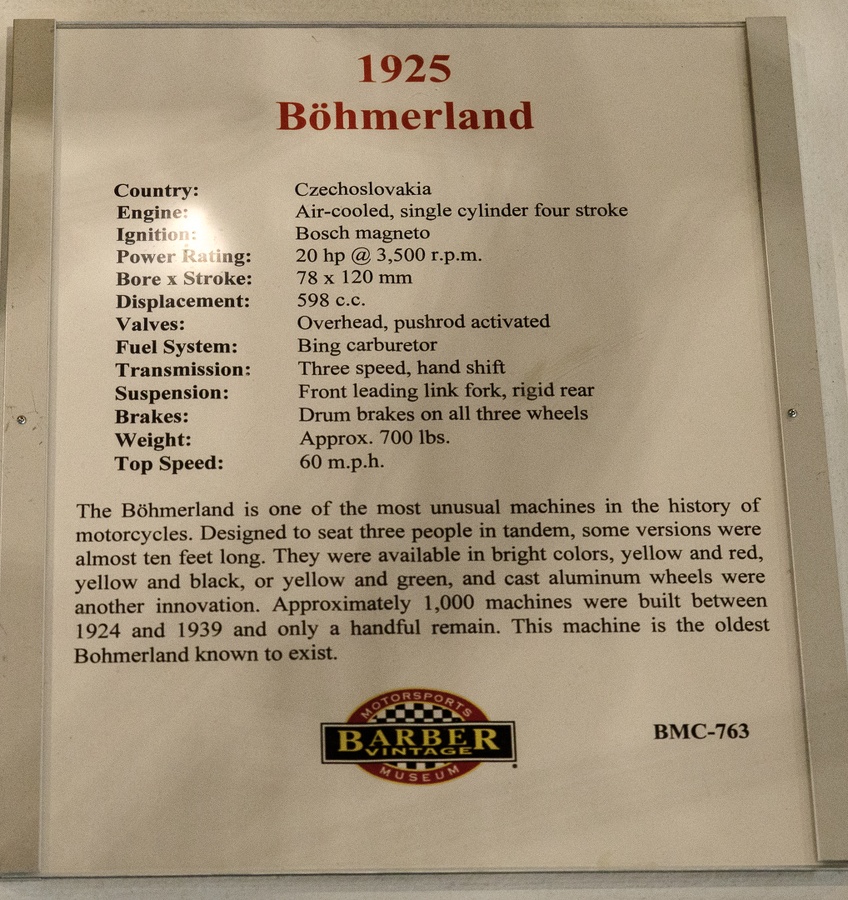 1925
Böhmerland
Country: Czechoslovakia
Engine: Air-cooled, single cylinder four stroke
Ignition: Bosch magneto
Power Rating: 20 hp @ 3,500 r.p.m.
Bore x Stroke: 78 x 120 mm
Displacement: 598 c.c.
Valves: Overhead, pushrod activated
Fuel System: Bing carburetor
Transmission: Three speed, hand shift
Suspension: Front leading link fork, rigid rear
Brakes: Drum brakes on all three wheels
Weight: Approx. 700 lbs.
Top Speed: 60 m.p.h.
The Böhmerland is one of the most unusual machines in the history of
motorcycles. Designed to seat three people in tandem, some versions were
almost ten feet long. They were available in bright colors, yellow and red,
yellow and black, or yellow and green, and cast aluminum wheels were
another innovation. Approximately 1,000 machines were built between
1924 and 1939 and only a handful remain. This machine is the oldest
Bohmerland known to exist.
MOTORSPORTS
BARBER
VINTAGE
MUSEUM
BMC-763